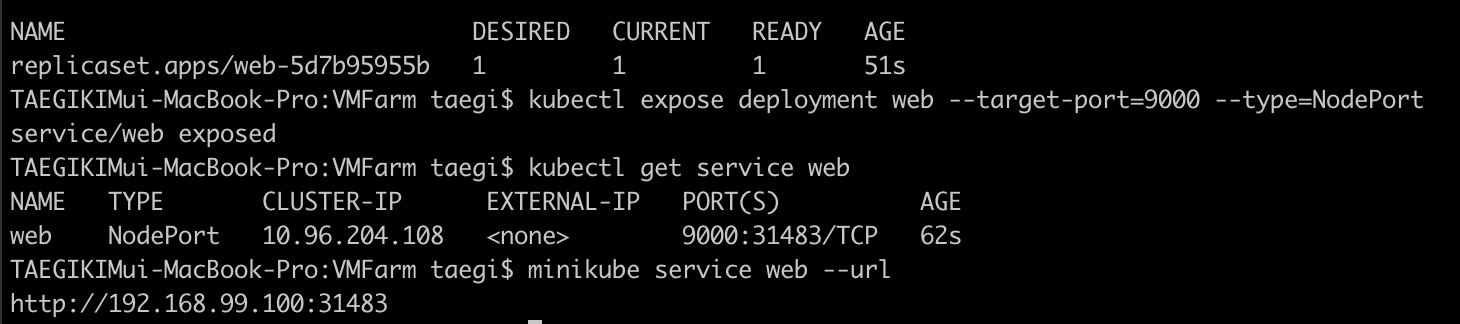 NAME DESIRED CURRENT READY AGE
replicaset.apps/web-5d7b95955b 1 1 1 51s
TAEGIKIMui-MacBook-Pro:VMFarm taegi$ kubectl expose deployment web --target-port=9000 --type=NodePort
service/web exposed
TAEGIKIMui-MacBook-Pro:VMFarm taegi$ kubectl get service web
NAME TYPE CLUSTER-IP EXTERNAL-IP PORT(S) AGE
web NodePort 10.96.204.108 <none> 9000:31483/TCP 62s
TAEGIKIMui-MacBook-Pro:VMFarm taegi$ minikube service web --url
http://192.168.99.100:31483